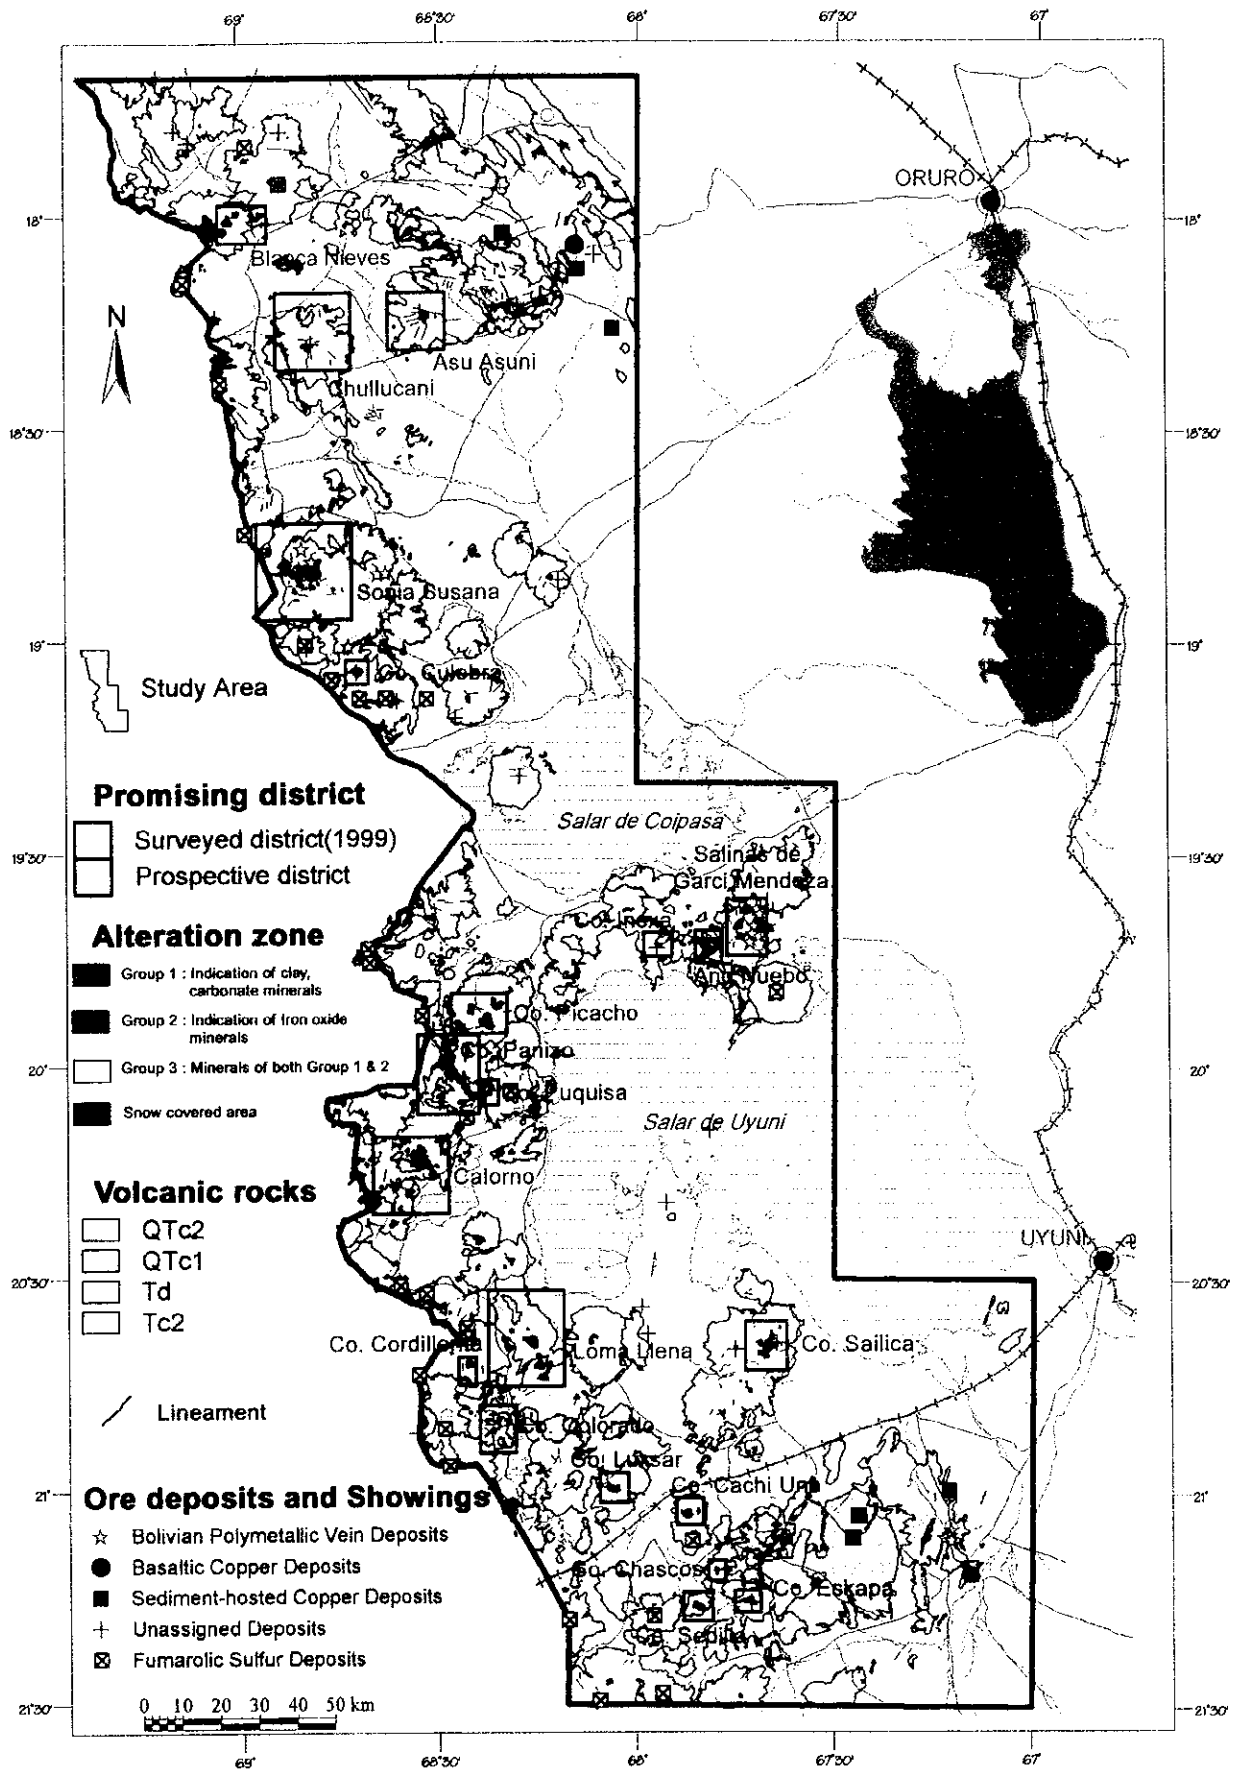 69°
68°30'
68°
67°30'
67°
ORURO
18°
18°
Blanca Nieves
N
Asu Asuni
Chullucani
18°30'
18°30'
Sonia Susana
19°
19°
Co. Culebra
Study Area
Promising district
Salar de Coipasa
Surveyed district(1999)
19°30'
Salinas de
19°30'
Prospective district
Garci Mendoza
Alteration zone
Group 1 : Indication of clay,
carbonate minerals
Co. Picacho
Group 2 : Indication of Iron oxide
minerals
Co. Panizo
Group 3 : Minerals of both Group 1 & 2
20°
20°
Co. Luquisa
Snow covered area
Salar de Uyuni
Calorno
Volcanic rocks
QTc2
UYUNI
QTc1
20°30'
20°30'
Td
Tc2
Co. Cordillerita
Loma Llena
Co. Sailica
Lineament
Co. Colorado
Co. Luxsar
Co. Cachi Unu
Ore deposits and Showings
21°
21°
Bolivian Polymetallic Vein Deposits
Basaltic Copper Deposits
Co. Chascos
Co. Eskapa
Sediment-hosted Copper Deposits
Unassigned Deposits
Fumarolic Sulfur Deposits
0 10 20 30 40 50 km
21°30'
21°30'
69°
68°30'
68°
67°30'
67°